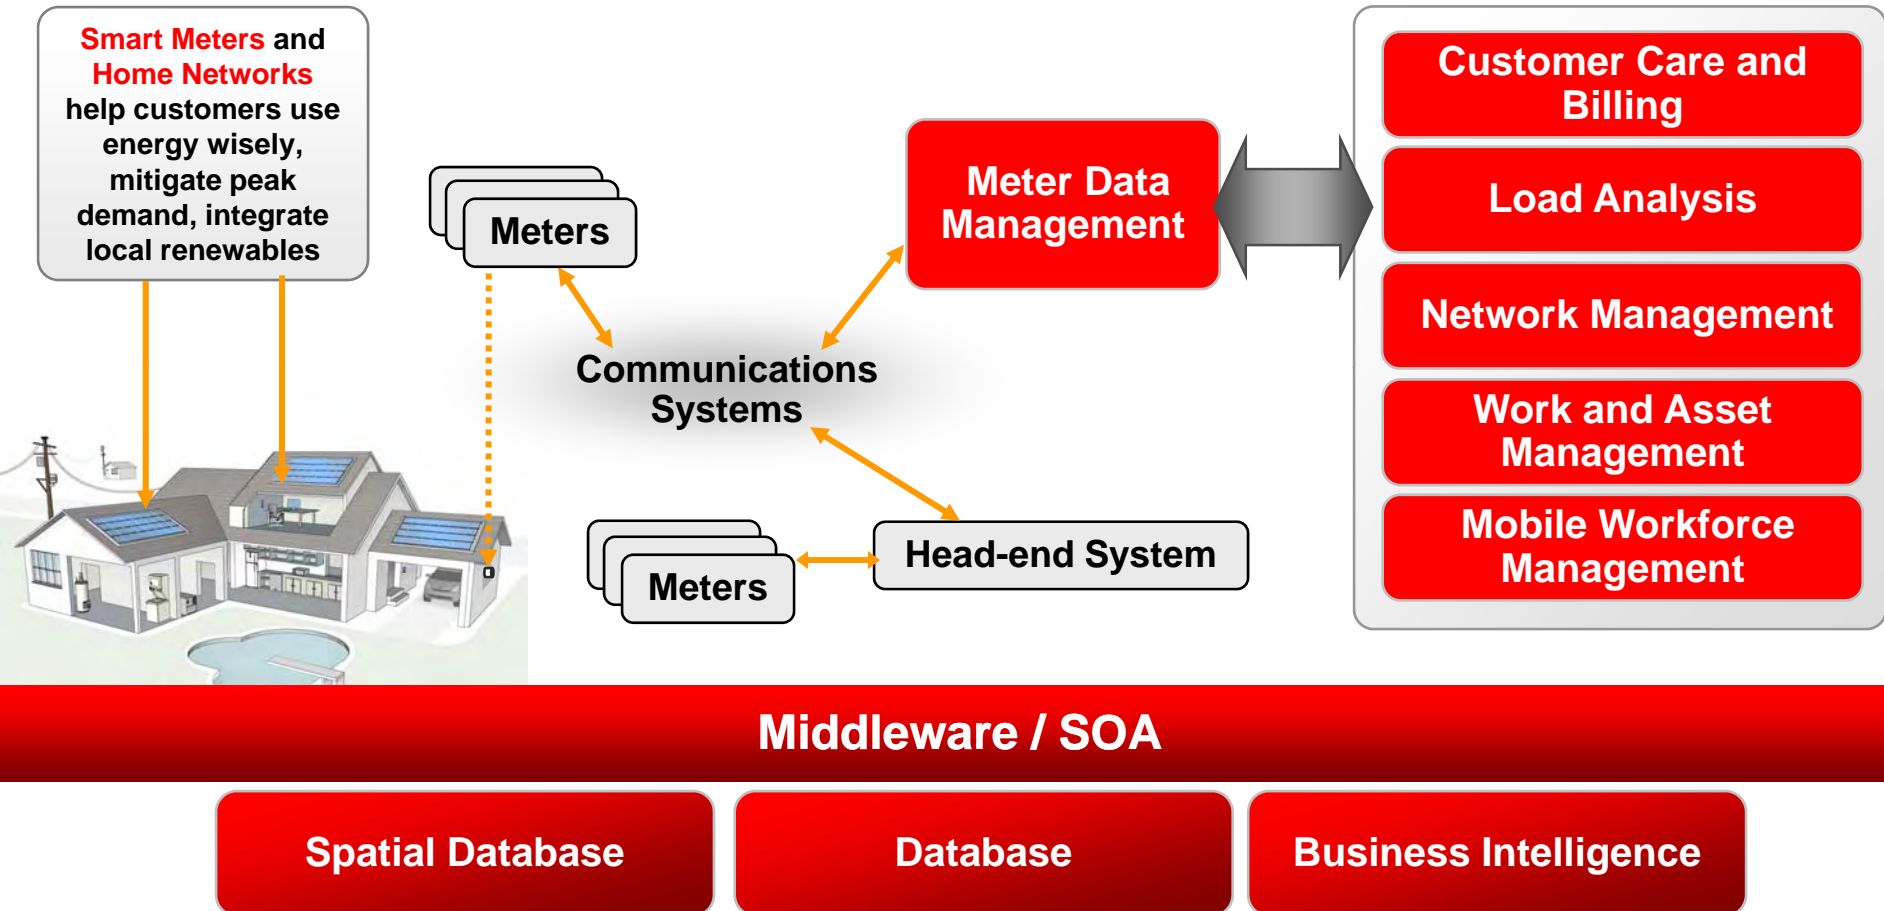 Smart Meters and
Home Networks
help customers use
energy wisely,
mitigate peak
demand, integrate
local renewables
Meters
Communications
Systems
Meters
Head-end System
Meter Data
Management
Customer Care and
Billing
Load Analysis
Network Management
Work and Asset
Management
Mobile Workforce
Management
Middleware / SOA
Spatial Database
Database
Business Intelligence